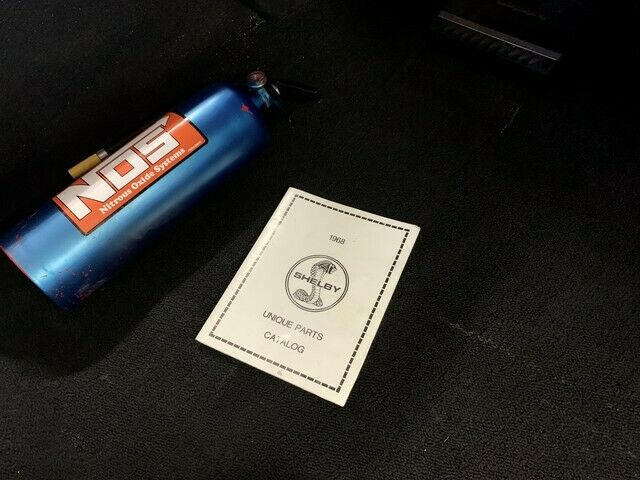 NOS
Nitrous Oxide Systems
1968
SHELBY
UNIQUE PARTS
CATALOG